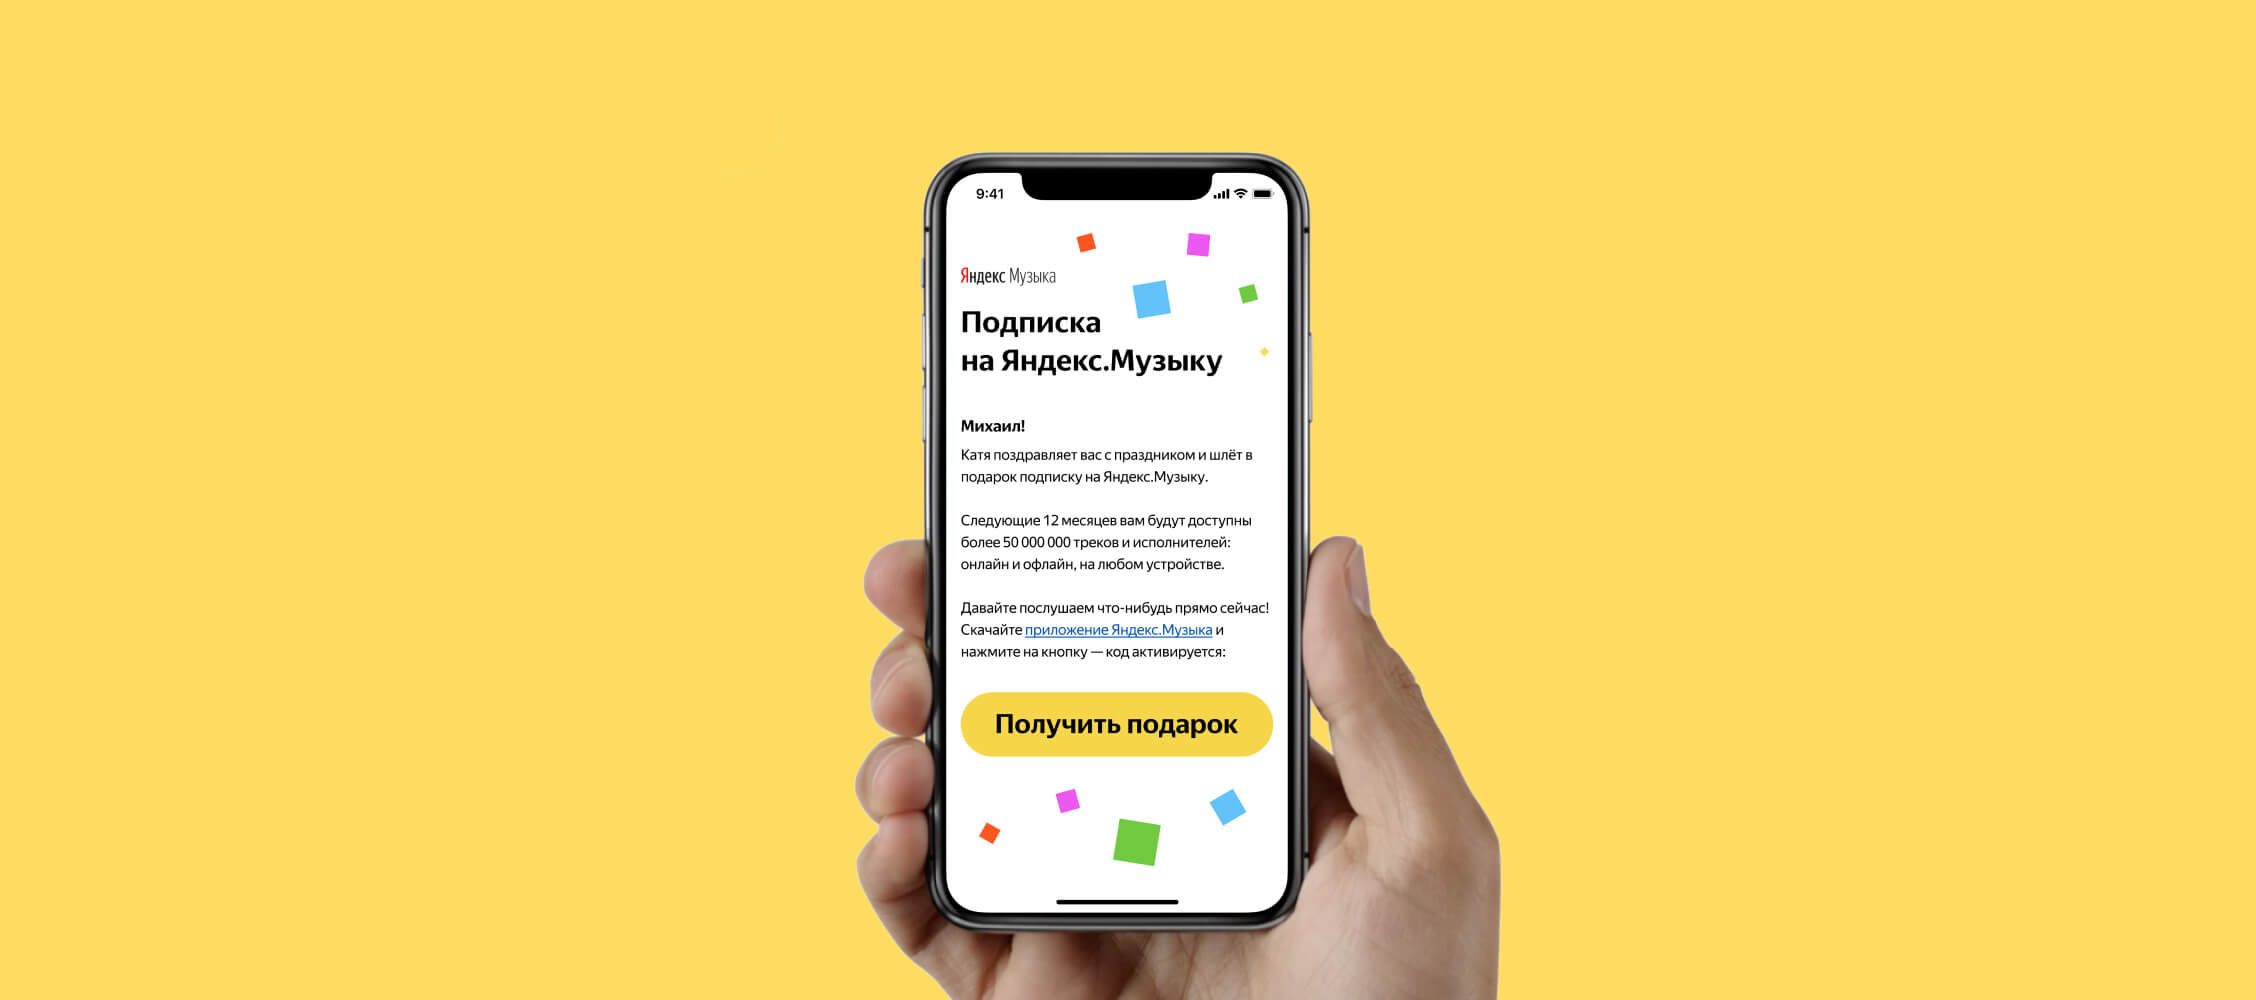 9:41
Яндекс Музыка
Подписка
на Яндекс.Музыку
Михаил!
Катя поздравляет вас с праздником и шлёт в
подарок подписку на Яндекс.Музыку.
Следующие 12 месяцев вам будут доступны
более 50 000 000 треков и исполнителей:
онлайн и офлайн, на любом устройстве.
Давайте послушаем что-нибудь прямо сейчас!
Скачайте приложение Яндекс.Музыка и
нажмите на кнопку — код активируется:
Получить подарок